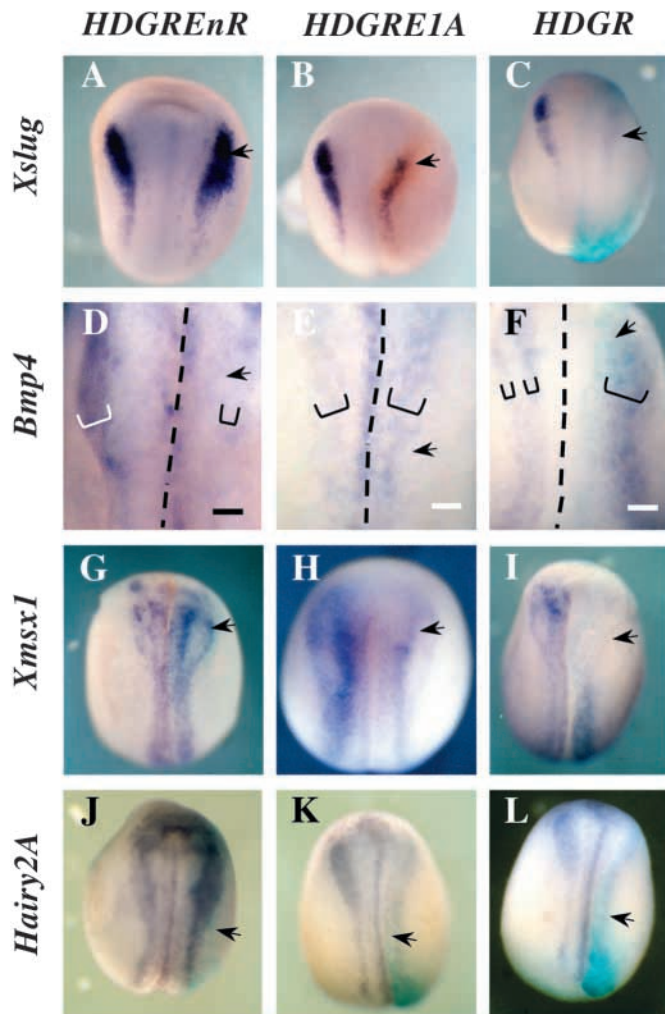 HDGREnR HDGRE1A HDGR
Xslug A B C
Bmp4 D E F
Xmsx1 G H I
Hairy2A J K L